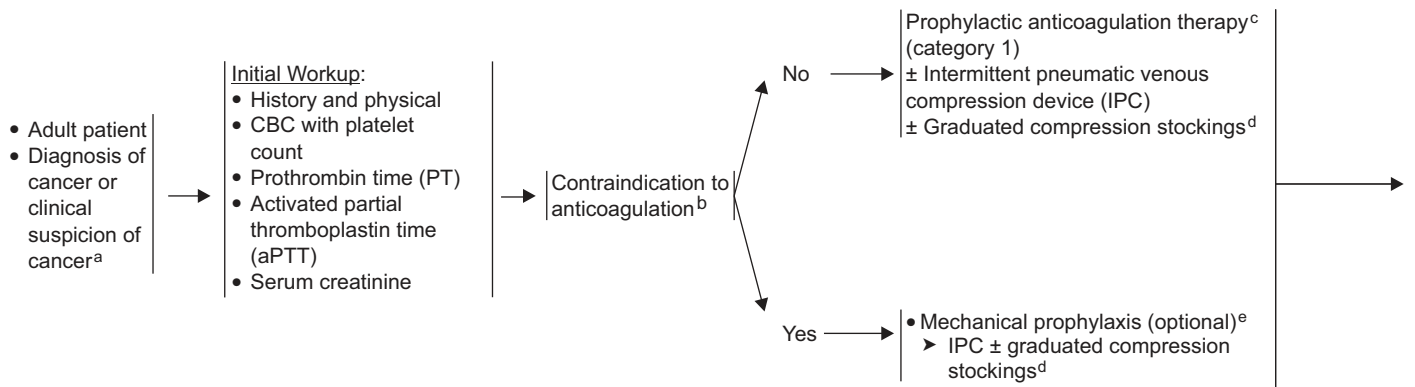 • Adult patient
• Diagnosis of
cancer or
clinical
suspicion of
cancerᵃ
Initial Workup:
• History and physical
• CBC with platelet
count
• Prothrombin time (PT)
• Activated partial
thromboplastin time
(aPTT)
• Serum creatinine
Contraindication to
anticoagulationᵇ
No
Prophylactic anticoagulation therapyᶜ
(category 1)
± Intermittent pneumatic venous
compression device (IPC)
± Graduated compression stockingsᵈ
Yes
• Mechanical prophylaxis (optional)ᵉ
➤ IPC ± graduated compression
stockingsᵈ